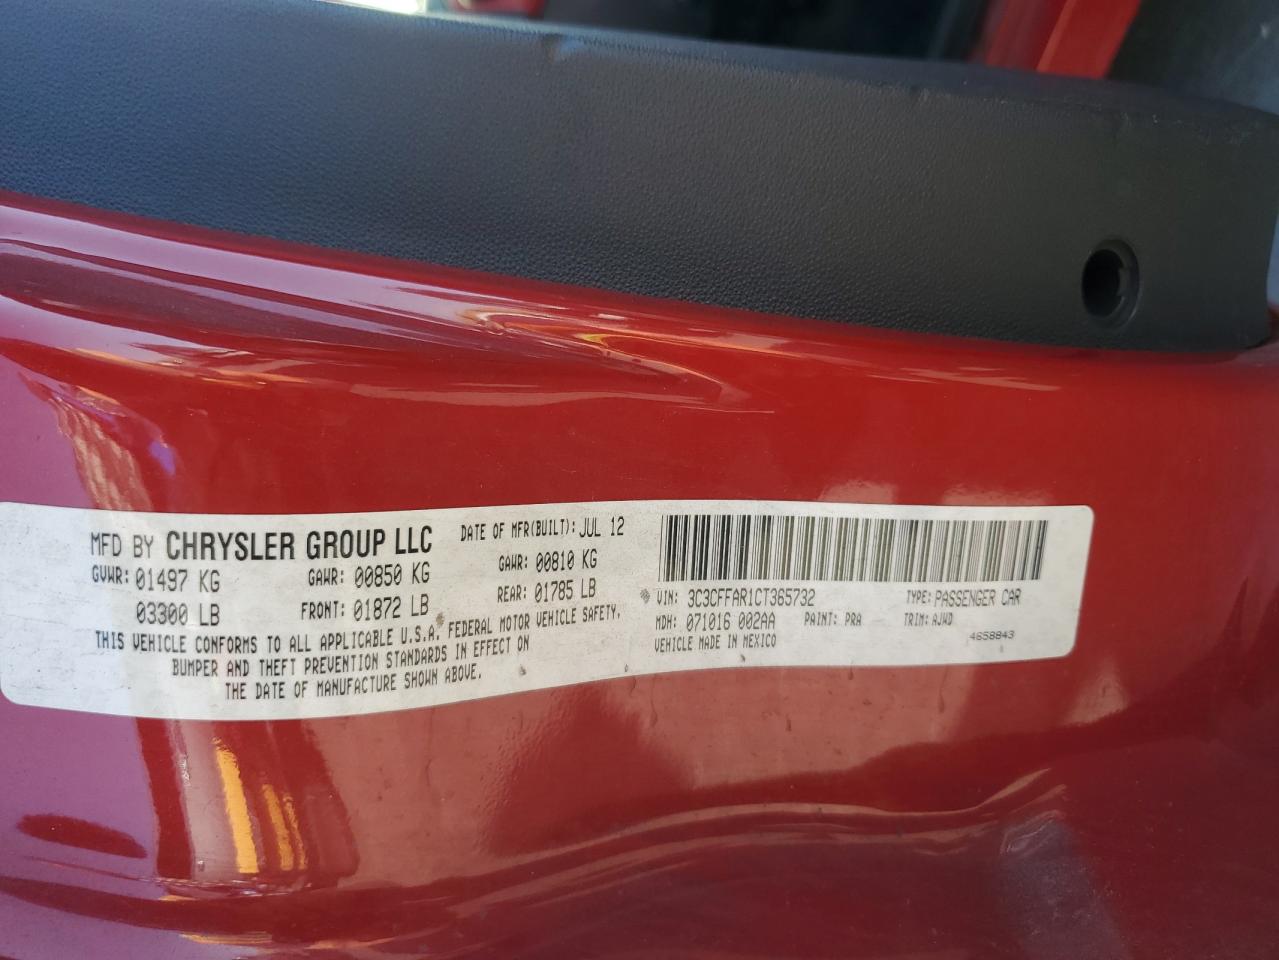 MFD BY CHRYSLER GROUP LLC DATE OF MFR(BUILT): JUL 12
GVWR: 01497 KG GAWR: 00850 KG GAWR: 00810 KG
03300 LB FRONT: 01872 LB REAR: 01785 LB
THIS VEHICLE CONFORMS TO ALL APPLICABLE U.S.A. FEDERAL MOTOR VEHICLE SAFETY,
BUMPER AND THEFT PREVENTION STANDARDS IN EFFECT ON
THE DATE OF MANUFACTURE SHOWN ABOVE.
VIN: 3C3CFFAR1CT365732 TYPE: PASSENGER CAR
MDH: 071016 002AA PAINT: PRA TRIM: AJWD
VEHICLE MADE IN MEXICO 4658843